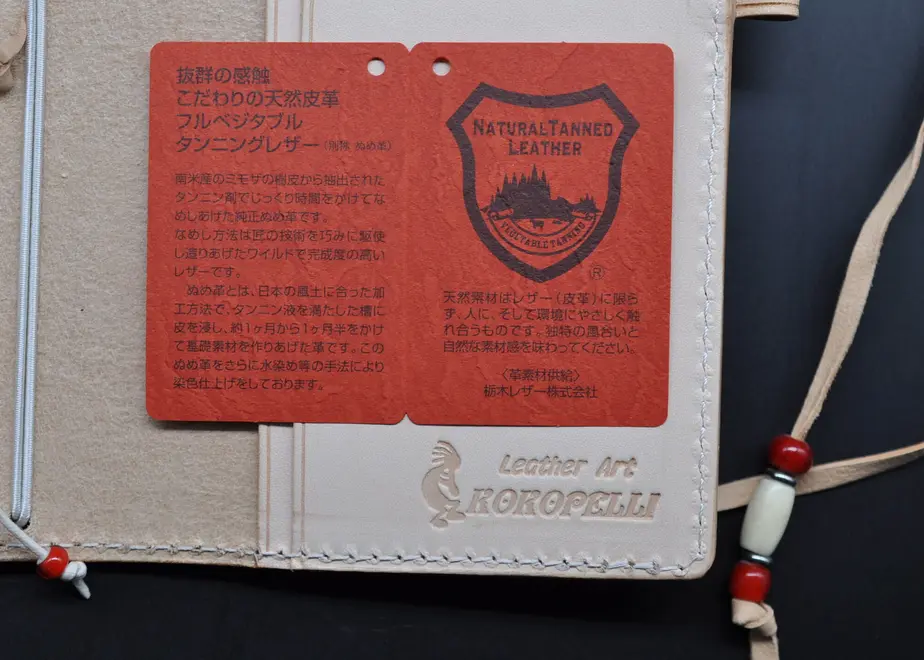 抜群の感触
こだわりの天然皮革
フルベジタブル
タンニングレザー(別称 ぬめ革)
南米産のミモザの樹皮から抽出された
タンニン剤でじっくり時間をかけてな
めしあげた純正ぬめ革です。
なめし方法は匠の技術を巧みに駆使
し造りあげたワイルドで完成度の高い
レザーです。
ぬめ革とは、日本の風土に合った加
工方法で、タンニン液を満たした槽に
皮を浸し、約1ヶ月から1ヶ月半をかけ
て基礎素材を作りあげた革です。この
ぬめ革をさらに水染め等の手法により
染色仕上げをしております。
NATURAL TANNED
LEATHER
VEGETABLE TANNED
®
天然素材はレザー(皮革)に限ら
ず、人に、そして環境にやさしく触
れ合うものです。独特の風合いと
自然な素材感を味わってください。
〈革素材供給〉
栃木レザー株式会社
Leather Art
KOKOPELLI